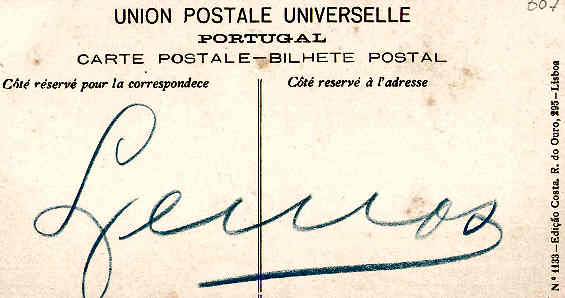 UNION POSTALE UNIVERSELLE
PORTUGAL
CARTE POSTALE-BILHETE POSTAL
Côté réservé pour la correspondece
Côté reservé à l'adresse
Lemos
Nº 1133-Edição Costa. R. do Ouro, 295-Lisboa
607